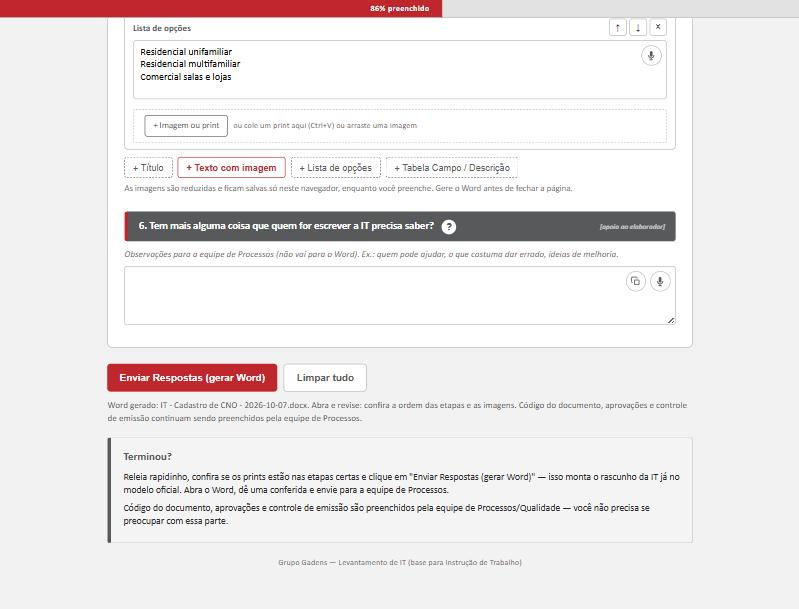 86% preenchido
Lista de opções
↑ ↓ ×
Residencial unifamiliar
Residencial multifamiliar
Comercial salas e lojas
+ Imagem ou print ou cole um print aqui (Ctrl+V) ou arraste uma imagem
+ Título + Texto com imagem + Lista de opções + Tabela Campo / Descrição
As imagens são reduzidas e ficam salvas só neste navegador, enquanto você preenche. Gere o Word antes de fechar a página.
6. Tem mais alguma coisa que quem for escrever a IT precisa saber? ? [apoio ao elaborador]
Observações para a equipe de Processos (não vai para o Word). Ex.: quem pode ajudar, o que costuma dar errado, ideias de melhoria.
Enviar Respostas (gerar Word) Limpar tudo
Word gerado: IT - Cadastro de CNO - 2026-10-07.docx. Abra e revise: confira a ordem das etapas e as imagens. Código do documento, aprovações e controle
de emissão continuam sendo preenchidos pela equipe de Processos.
Terminou?
Releia rapidinho, confira se os prints estão nas etapas certas e clique em "Enviar Respostas (gerar Word)" — isso monta o rascunho da IT já no
modelo oficial. Abra o Word, dê uma conferida e envie para a equipe de Processos.
Código do documento, aprovações e controle de emissão são preenchidos pela equipe de Processos/Qualidade — você não precisa se
preocupar com essa parte.
Grupo Gadens — Levantamento de IT (base para Instrução de Trabalho)